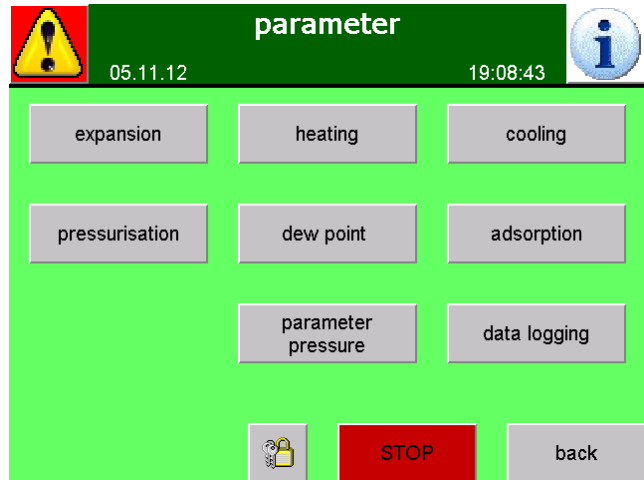 parameter
05.11.12
19:08:43
expansion
heating
cooling
pressurisation
dew point
adsorption
parameter
pressure
data logging
STOP
back